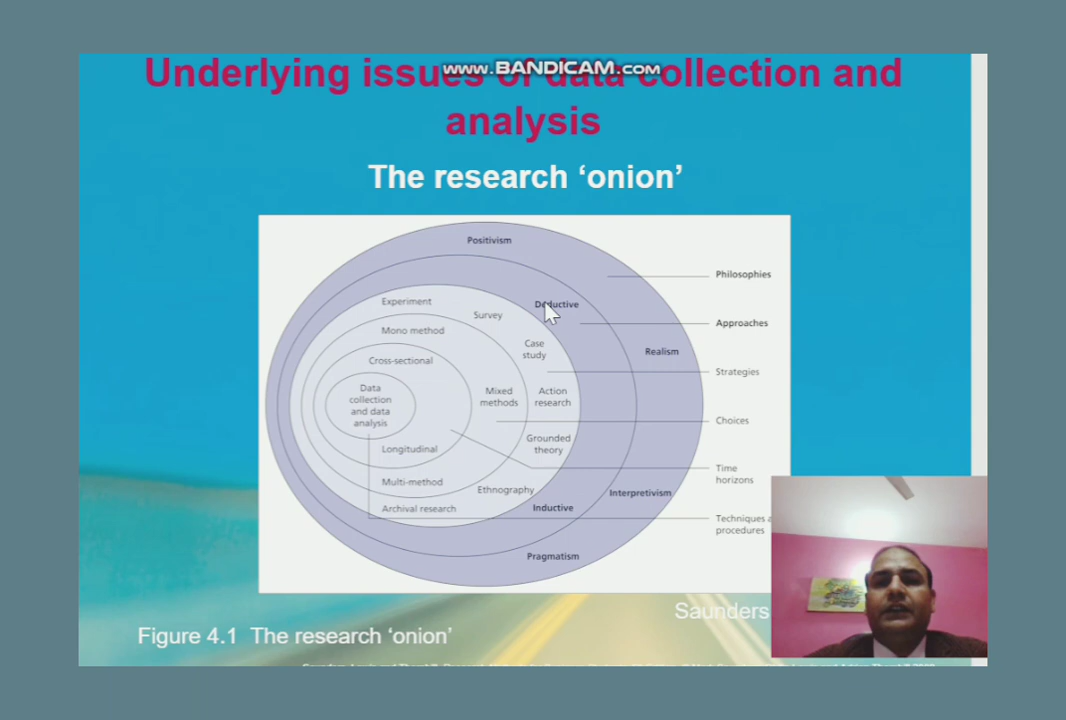 www.BANDICAM.com
Underlying issues of data collection and
analysis
The research ‘onion’
Positivism
Philosophies
Experiment
Deductive
Survey
Approaches
Mono method
Case
study
Realism
Cross-sectional
Strategies
Data
collection
and data
analysis
Mixed
methods
Action
research
Choices
Grounded
theory
Longitudinal
Time
horizons
Multi-method
Ethnography
Interpretivism
Archival research
Inductive
Techniques a
procedures
Pragmatism
Saunders
Figure 4.1 The research ‘onion’